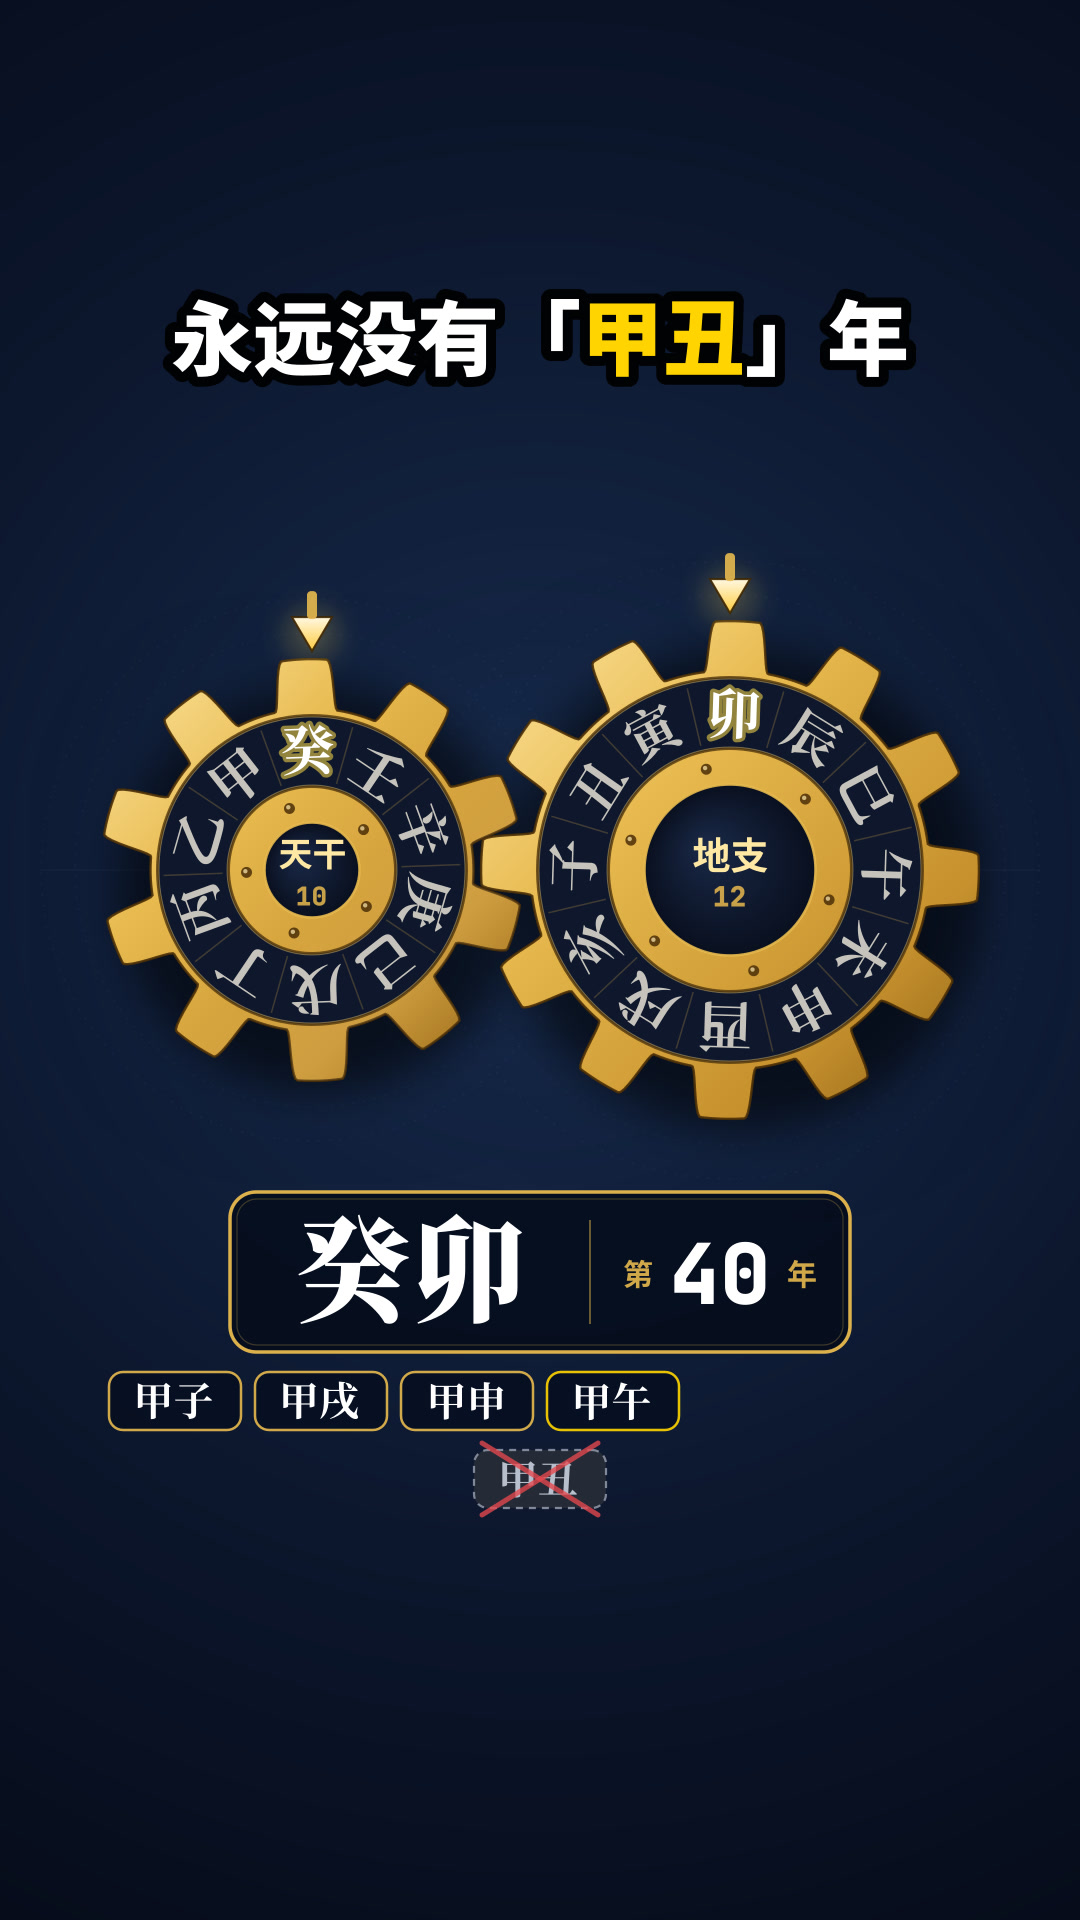 永远没有「甲丑」年
癸
壬
辛
庚
己
戊
丁
丙
乙
甲
天干
10
卯
辰
巳
午
未
申
酉
戌
亥
子
丑
寅
地支
12
癸卯 第 40 年
甲子 甲戌 甲申 甲午
甲丑